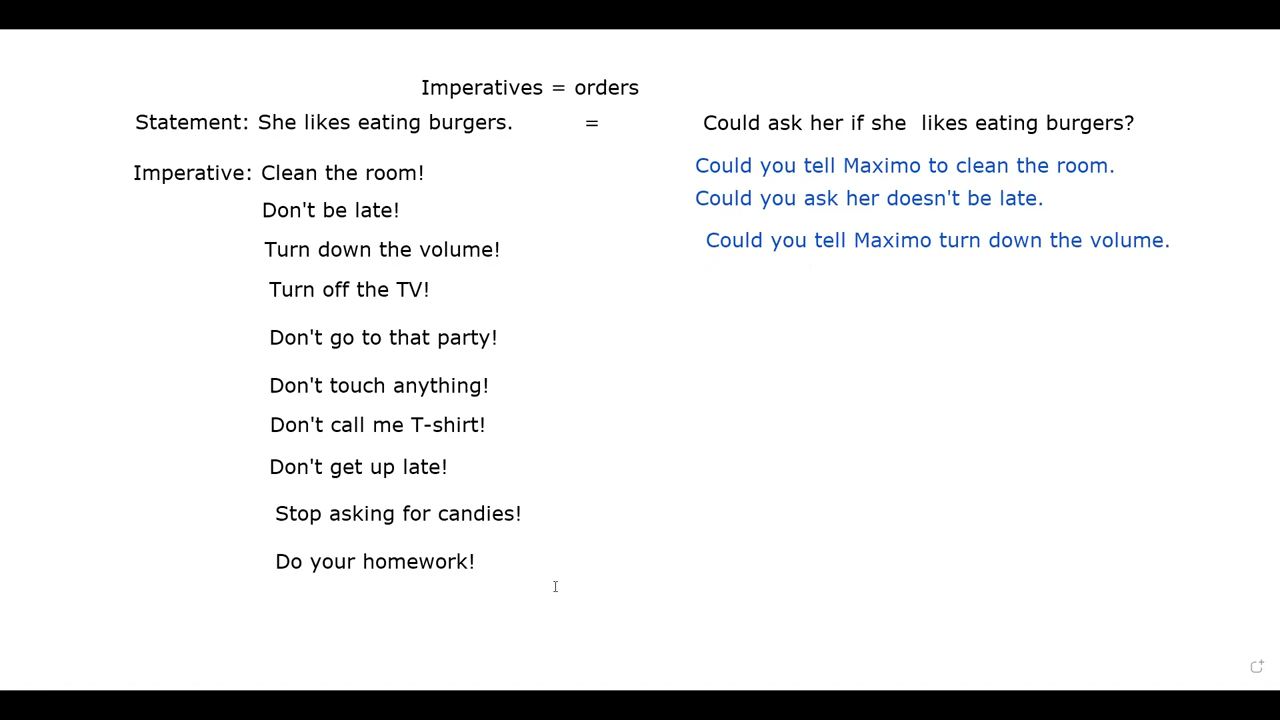 Imperatives = orders
Statement: She likes eating burgers. = Could ask her if she likes eating burgers?
Imperative: Clean the room! Could you tell Maximo to clean the room.
Don't be late! Could you ask her doesn't be late.
Turn down the volume! Could you tell Maximo turn down the volume.
Turn off the TV!
Don't go to that party!
Don't touch anything!
Don't call me T-shirt!
Don't get up late!
Stop asking for candies!
Do your homework!